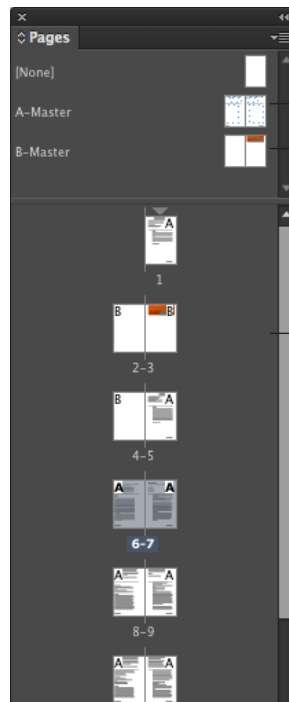 Pages
[None]
A-Master
B-Master
A
1
B B
2-3
B A
4-5
A A
6-7
A A
8-9
A A